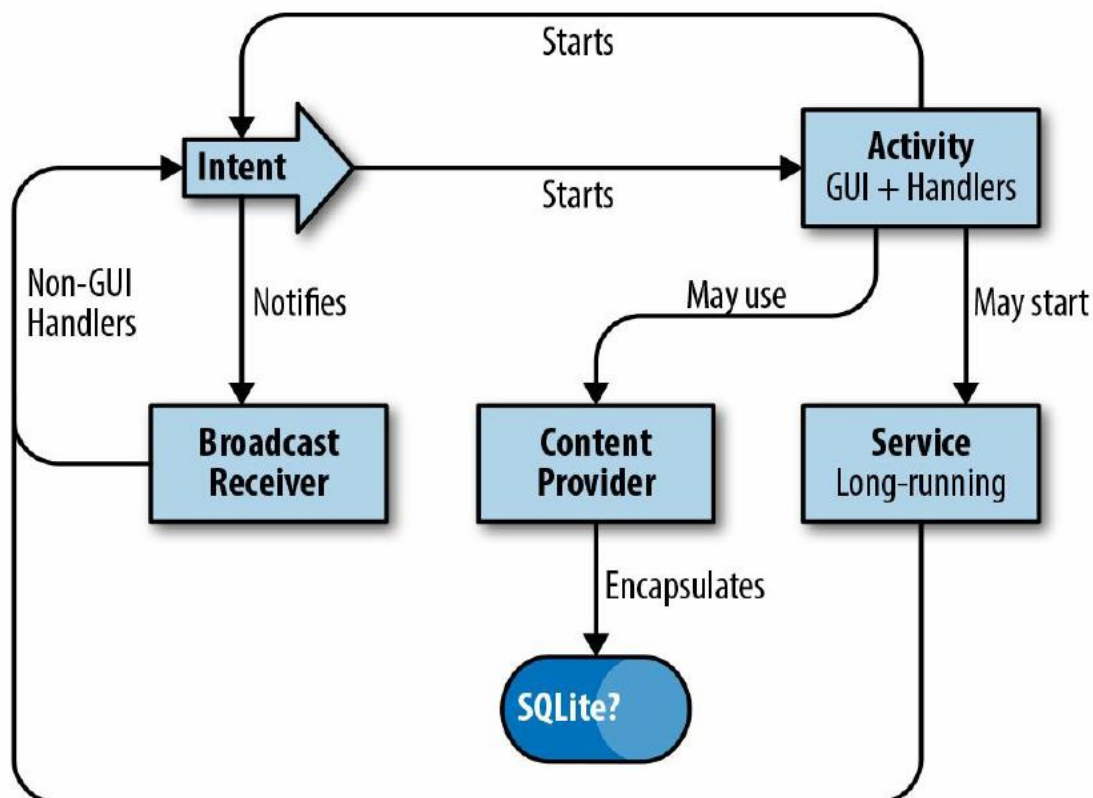 Starts
Intent
Starts
Activity
GUI + Handlers
Non-GUI
Handlers
Notifies
May use
May start
Broadcast
Receiver
Content
Provider
Service
Long-running
Encapsulates
SQLite?